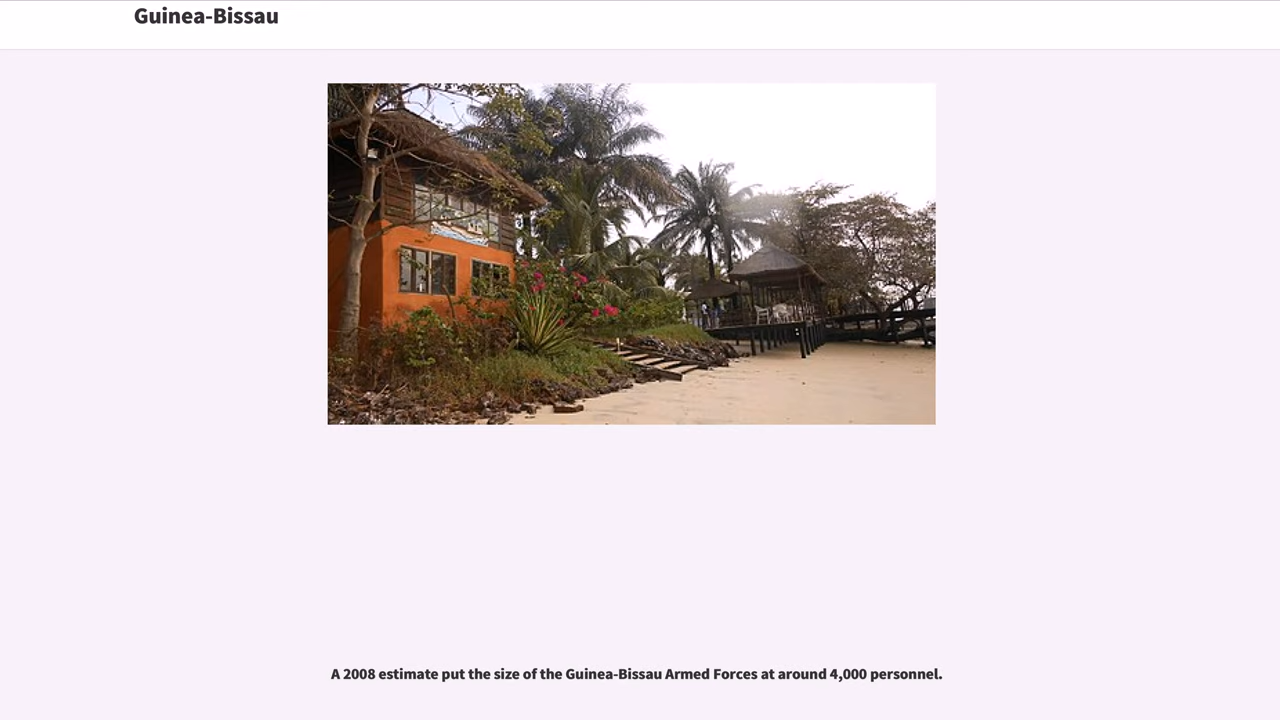 Guinea-Bissau
A 2008 estimate put the size of the Guinea-Bissau Armed Forces at around 4,000 personnel.